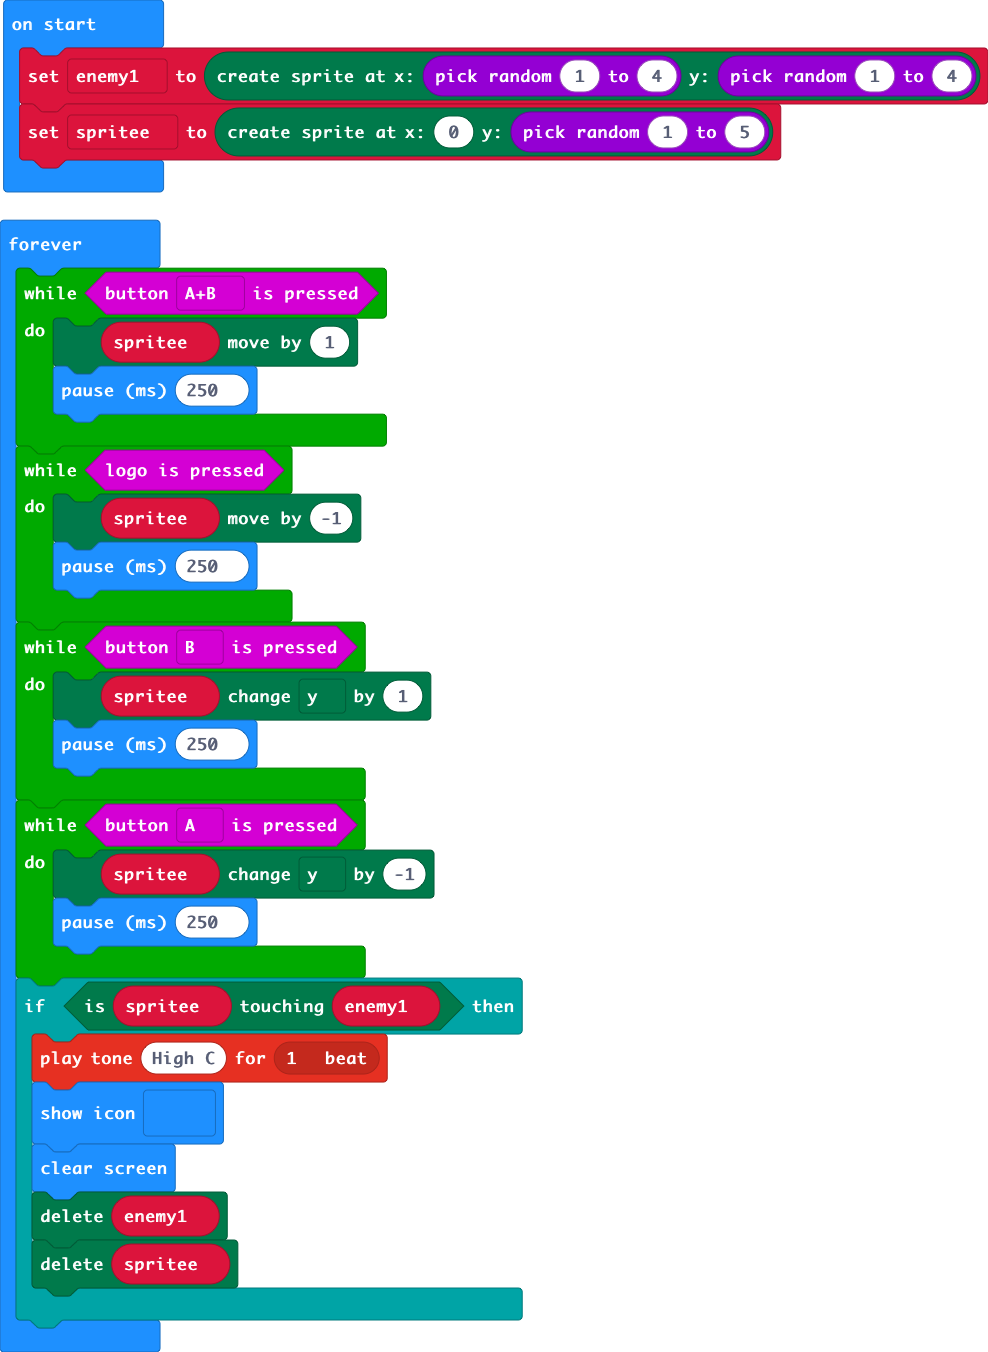 on start
set enemy1 to create sprite at x: pick random 1 to 4 y: pick random 1 to 4
set spritee to create sprite at x: 0 y: pick random 1 to 5
forever
while button A+B is pressed
do spritee move by 1
pause (ms) 250
while logo is pressed
do spritee move by -1
pause (ms) 250
while button B is pressed
do spritee change y by 1
pause (ms) 250
while button A is pressed
do spritee change y by -1
pause (ms) 250
if is spritee touching enemy1 then
play tone High C for 1 beat
show icon
clear screen
delete enemy1
delete spritee